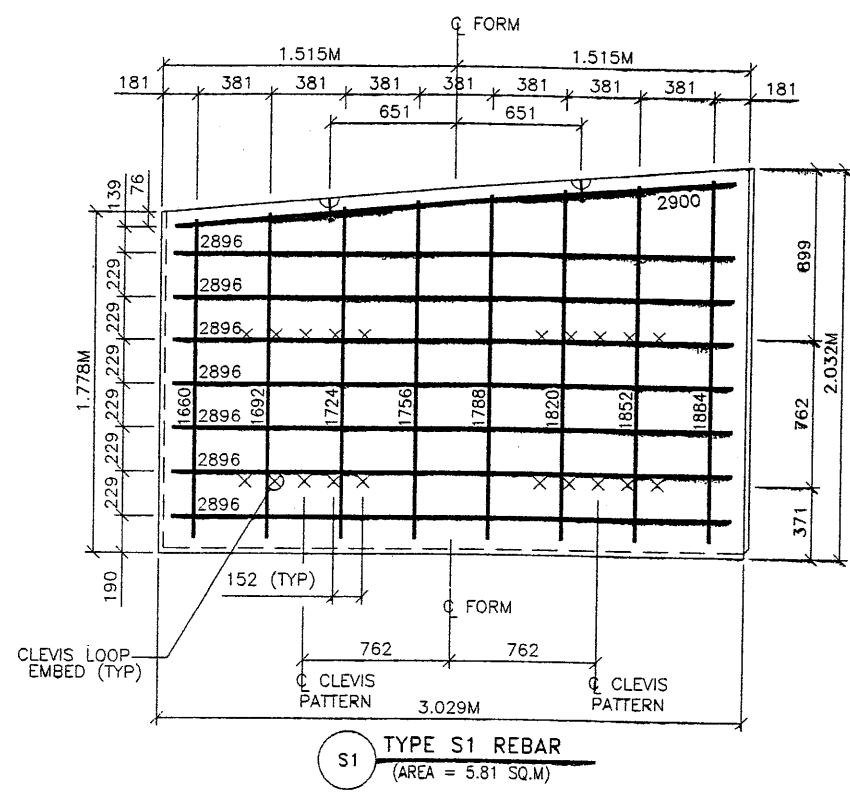 ℄ FORM
1.515M 1.515M
181 381 381 381 381 381 381 381 181
651 651
139
76
2900
2896
2896
2896
2896
2896
2896
229
229
229
229
229
229
190
1.778M
1660
1692
1724
1756
1788
1820
1852
1884
899
762
371
2.032M
152 (TYP)
℄ FORM
CLEVIS LOOP
EMBED (TYP)
762 762
℄ CLEVIS
PATTERN
℄ CLEVIS
PATTERN
3.029M
S1
TYPE S1 REBAR
(AREA = 5.81 SQ.M)